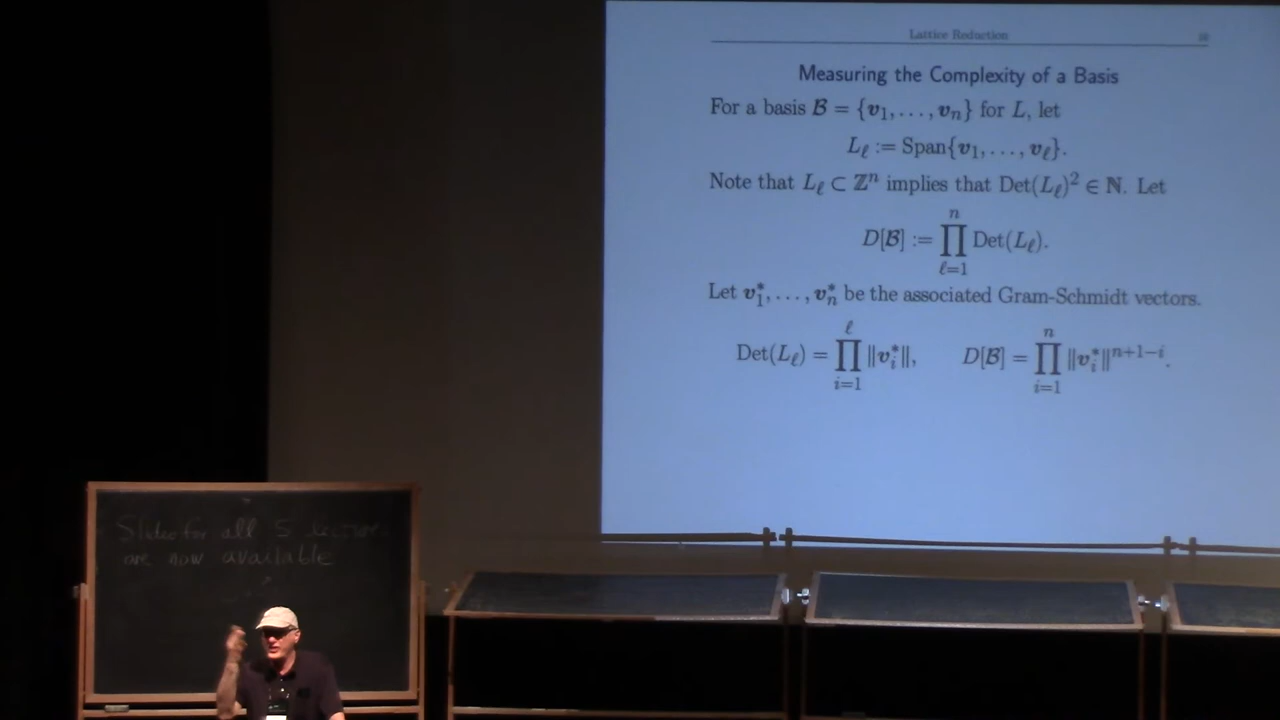 Lattice Reduction
Measuring the Complexity of a Basis
For a basis 𝓑 = {v₁, . . . , vₙ} for L, let
L_ℓ := Span{v₁, . . . , v_ℓ}.
Note that L_ℓ ⊂ ℤⁿ implies that Det(L_ℓ)² ∈ ℕ. Let
D[𝓑] := ∏_{ℓ=1}^{n} Det(L_ℓ).
Let v₁*, . . . , vₙ* be the associated Gram-Schmidt vectors.
Det(L_ℓ) = ∏_{i=1}^{ℓ} ‖v_i*‖, D[𝓑] = ∏_{i=1}^{n} ‖v_i*‖^{n+1−i}.
Slides for all 5 lectures
are now available